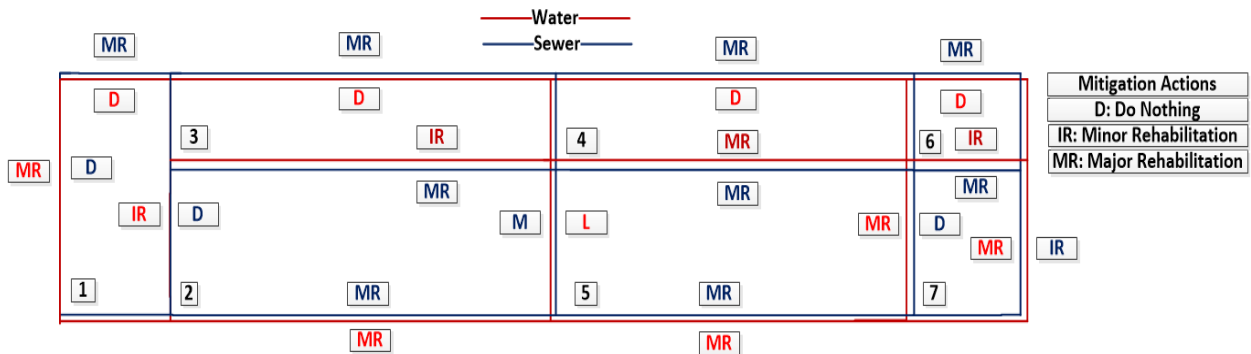 Water
Sewer
MR
MR
MR
MR
D
D
D
D
Mitigation Actions
D: Do Nothing
IR: Minor Rehabilitation
MR: Major Rehabilitation
3
IR
4
MR
6
IR
MR
D
MR
MR
MR
IR
D
M
L
MR
D
MR
IR
1
2
MR
5
MR
7
MR
MR